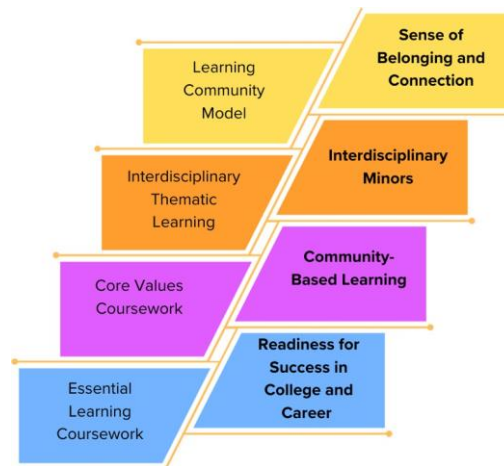 Learning
Community
Model
Sense of
Belonging and
Connection
Interdisciplinary
Thematic
Learning
Interdisciplinary
Minors
Core Values
Coursework
Community-
Based Learning
Essential
Learning
Coursework
Readiness for
Success in
College and
Career